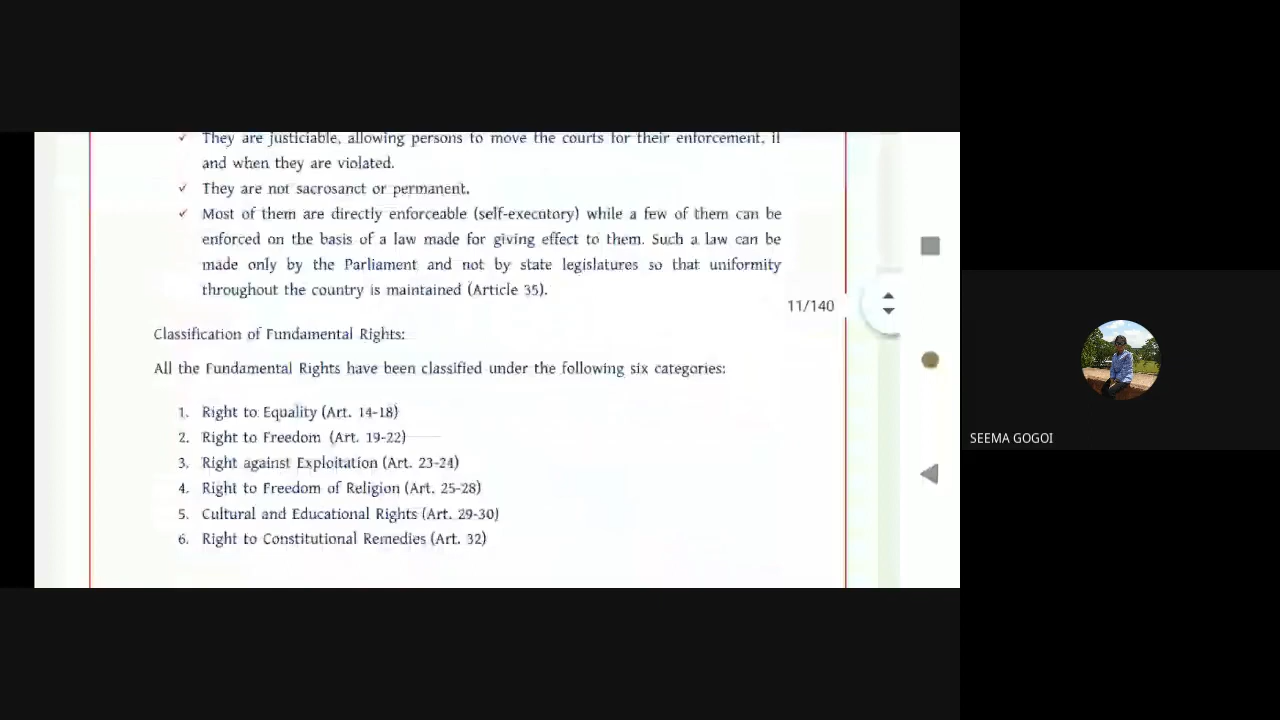 ✓ They are justiciable, allowing persons to move the courts for their enforcement, if
and when they are violated.
✓ They are not sacrosanct or permanent.
✓ Most of them are directly enforceable (self-executory) while a few of them can be
enforced on the basis of a law made for giving effect to them. Such a law can be
made only by the Parliament and not by state legislatures so that uniformity
throughout the country is maintained (Article 35).
11/140
Classification of Fundamental Rights:
All the Fundamental Rights have been classified under the following six categories:
1. Right to Equality (Art. 14-18)
2. Right to Freedom (Art. 19-22)
3. Right against Exploitation (Art. 23-24)
4. Right to Freedom of Religion (Art. 25-28)
5. Cultural and Educational Rights (Art. 29-30)
6. Right to Constitutional Remedies (Art. 32)
SEEMA GOGOI